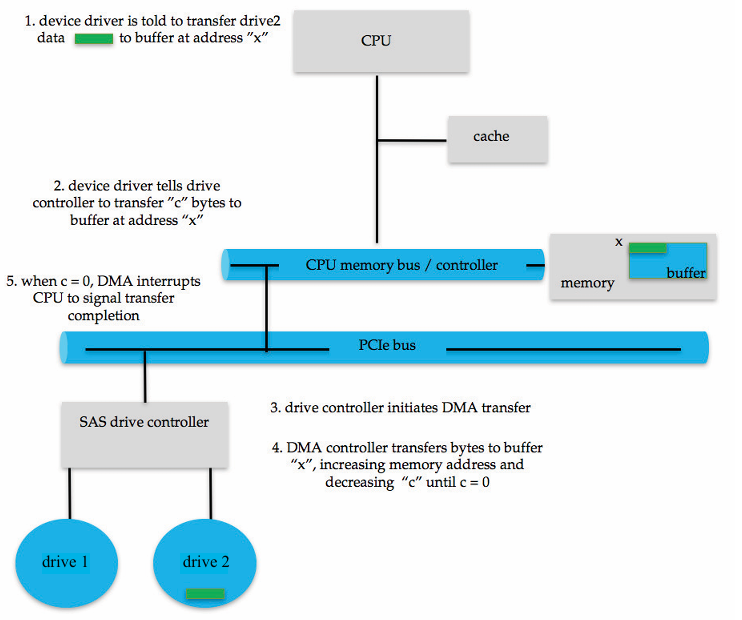 1. device driver is told to transfer drive2
data to buffer at address "x"
CPU
cache
2. device driver tells drive
controller to transfer "c" bytes to
buffer at address "x"
x
buffer
memory
CPU memory bus / controller
5. when c = 0, DMA interrupts
CPU to signal transfer
completion
PCIe bus
SAS drive controller
3. drive controller initiates DMA transfer
4. DMA controller transfers bytes to buffer
"x", increasing memory address and
decreasing "c" until c = 0
drive 1
drive 2